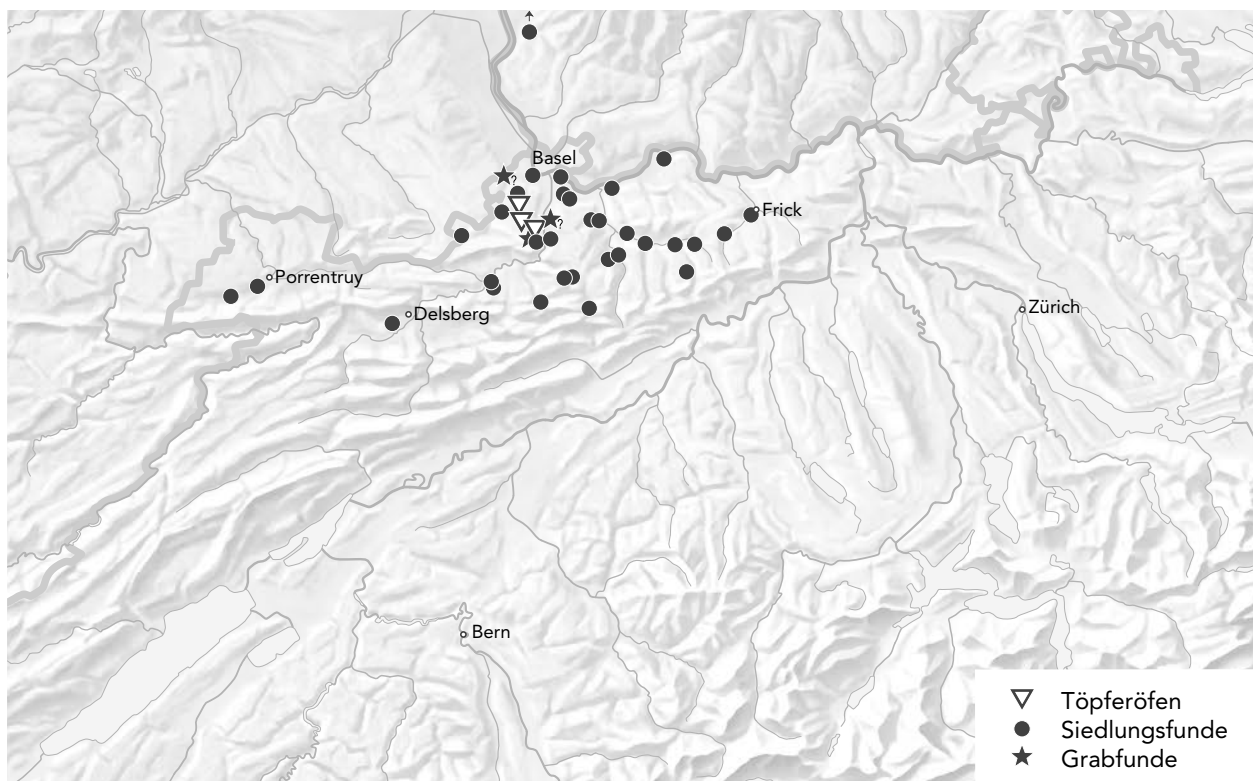 Basel
?
?
Frick
Porrentruy
Delsberg
Zürich
Bern
Töpferöfen
Siedlungsfunde
Grabfunde